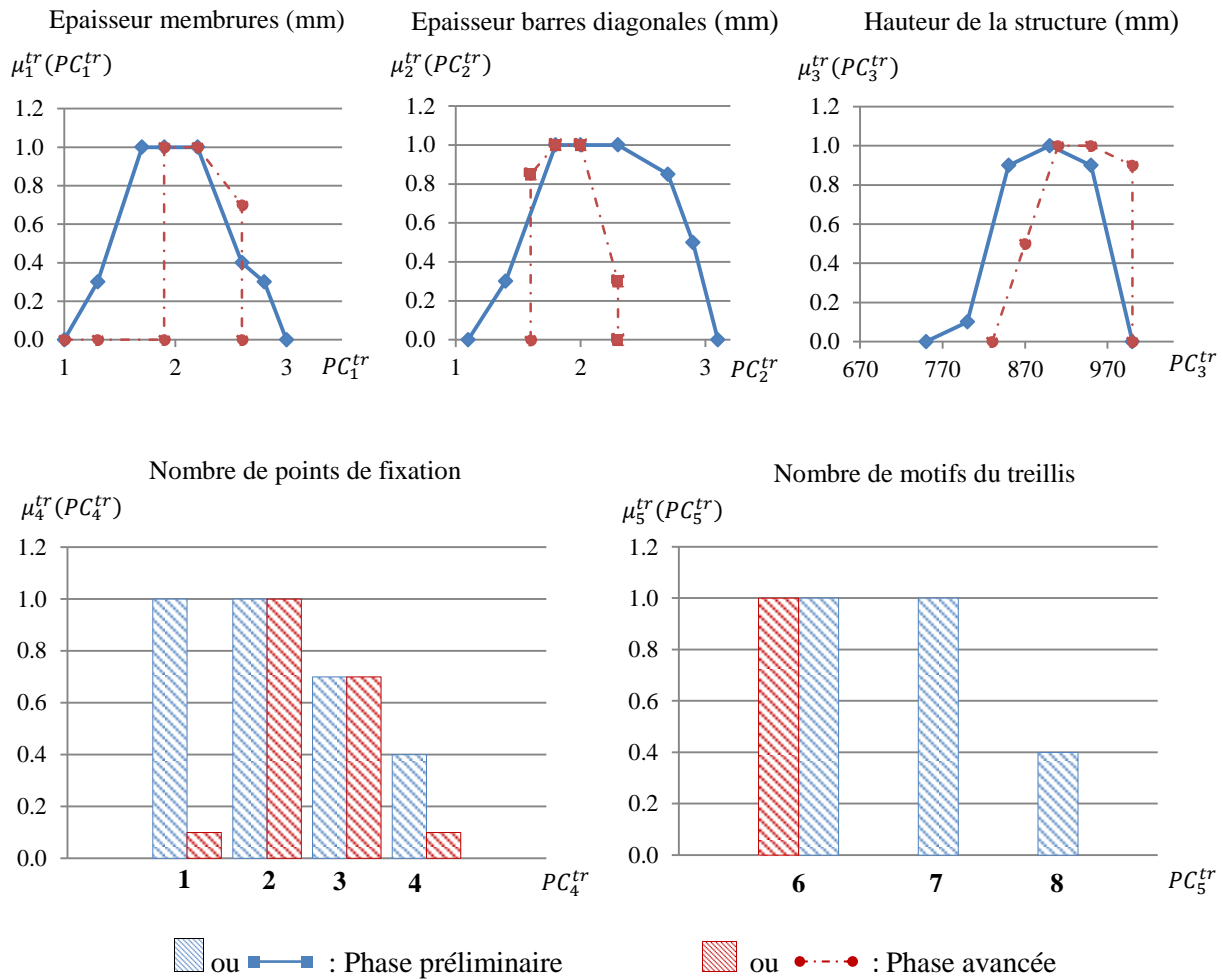 Epaisseur membrures (mm)
μ₁ᵗʳ(PC₁ᵗʳ)
1.2
1.0
0.8
0.6
0.4
0.2
0.0
1 2 3
PC₁ᵗʳ
Epaisseur barres diagonales (mm)
μ₂ᵗʳ(PC₂ᵗʳ)
1.2
1.0
0.8
0.6
0.4
0.2
0.0
1 2 3
PC₂ᵗʳ
Hauteur de la structure (mm)
μ₃ᵗʳ(PC₃ᵗʳ)
1.2
1.0
0.8
0.6
0.4
0.2
0.0
670 770 870 970
PC₃ᵗʳ
Nombre de points de fixation
μ₄ᵗʳ(PC₄ᵗʳ)
1.2
1.0
0.8
0.6
0.4
0.2
0.0
1 2 3 4
PC₄ᵗʳ
Nombre de motifs du treillis
μ₅ᵗʳ(PC₅ᵗʳ)
1.2
1.0
0.8
0.6
0.4
0.2
0.0
6 7 8
PC₅ᵗʳ
ou : Phase préliminaire
ou : Phase avancée